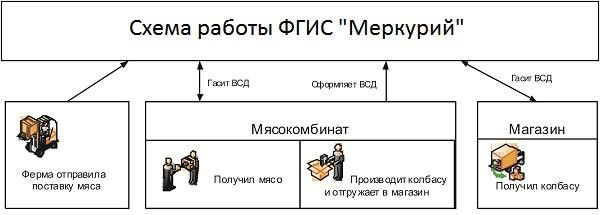 Схема работы ФГИС "Меркурий"
Гасит ВСД
Оформляет ВСД
Гасит ВСД
Ферма отправила
поставку мяса
Мясокомбинат
Получил мясо
Производит колбасу
и отгружает в магазин
Магазин
Получил колбасу